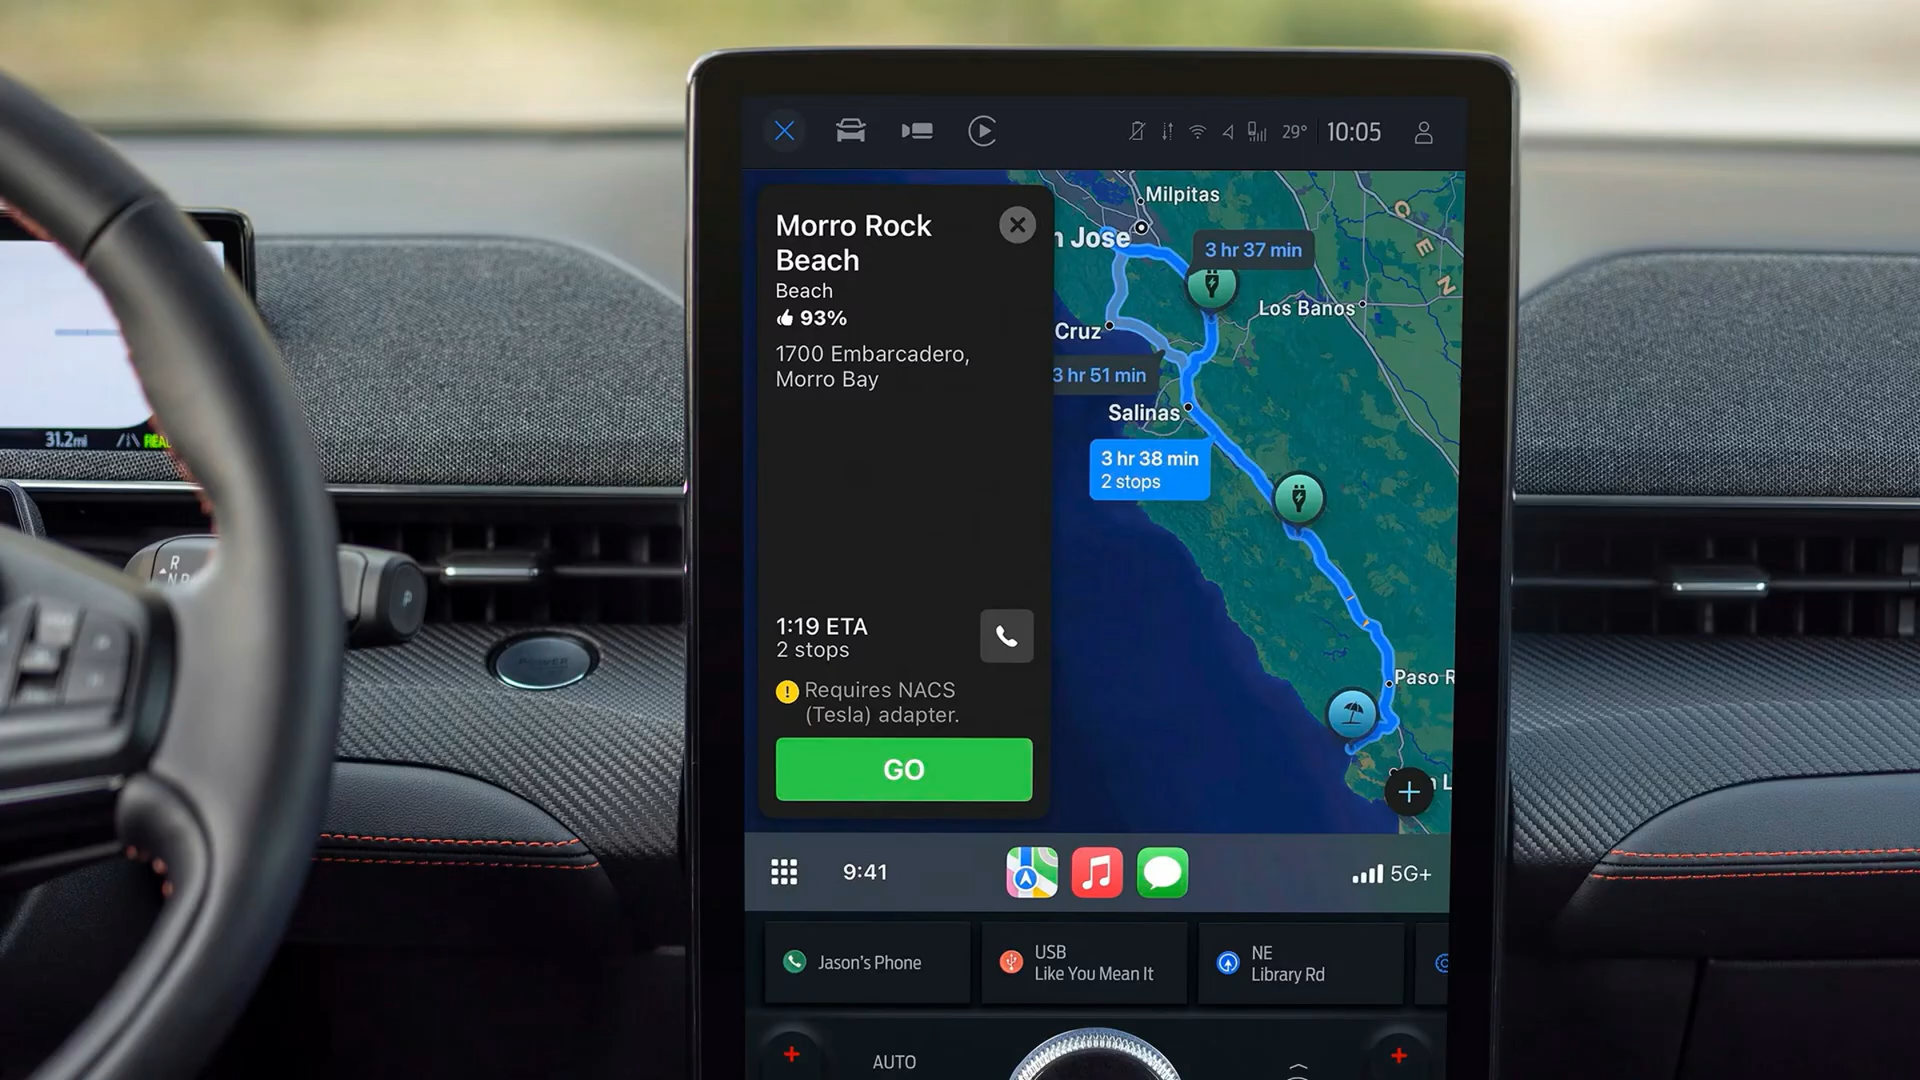 29° 10:05
Morro Rock
Beach
Beach
93%
1700 Embarcadero,
Morro Bay
1:19 ETA
2 stops
Requires NACS
(Tesla) adapter.
GO
Milpitas
n Jose
3 hr 37 min
Los Banos
Cruz
3 hr 51 min
Salinas
3 hr 38 min
2 stops
Paso R
n L
C
E
N
9:41
5G+
Jason's Phone
USB
Like You Mean It
NE
Library Rd
AUTO
31.2mi
REA
R
N
P
POWER